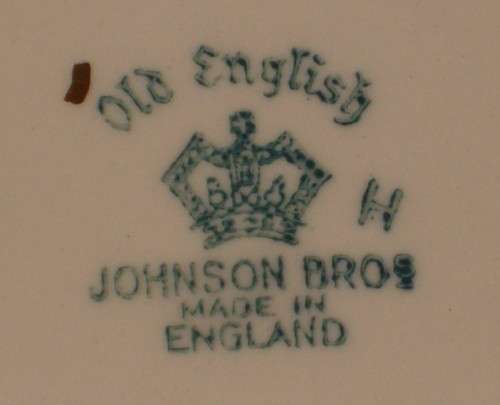 Old English
H
JOHNSON BROS
MADE IN
ENGLAND